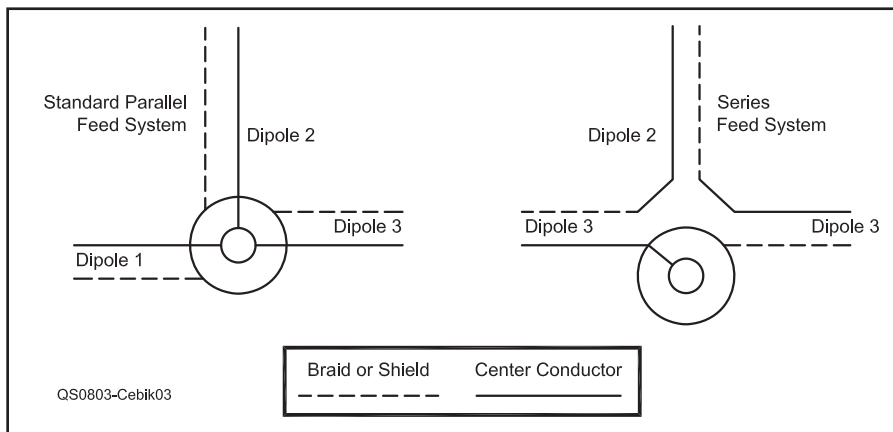 Standard Parallel
Feed System
Dipole 2
Dipole 3
Dipole 1
Series
Feed System
Dipole 2
Dipole 3
Dipole 3
Braid or Shield
Center Conductor
QS0803-Cebik03